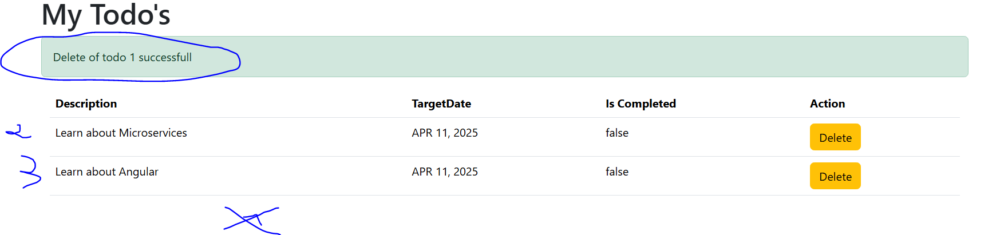 My Todo's
Delete of todo 1 successfull
Description TargetDate Is Completed Action
2 Learn about Microservices APR 11, 2025 false Delete
3 Learn about Angular APR 11, 2025 false Delete